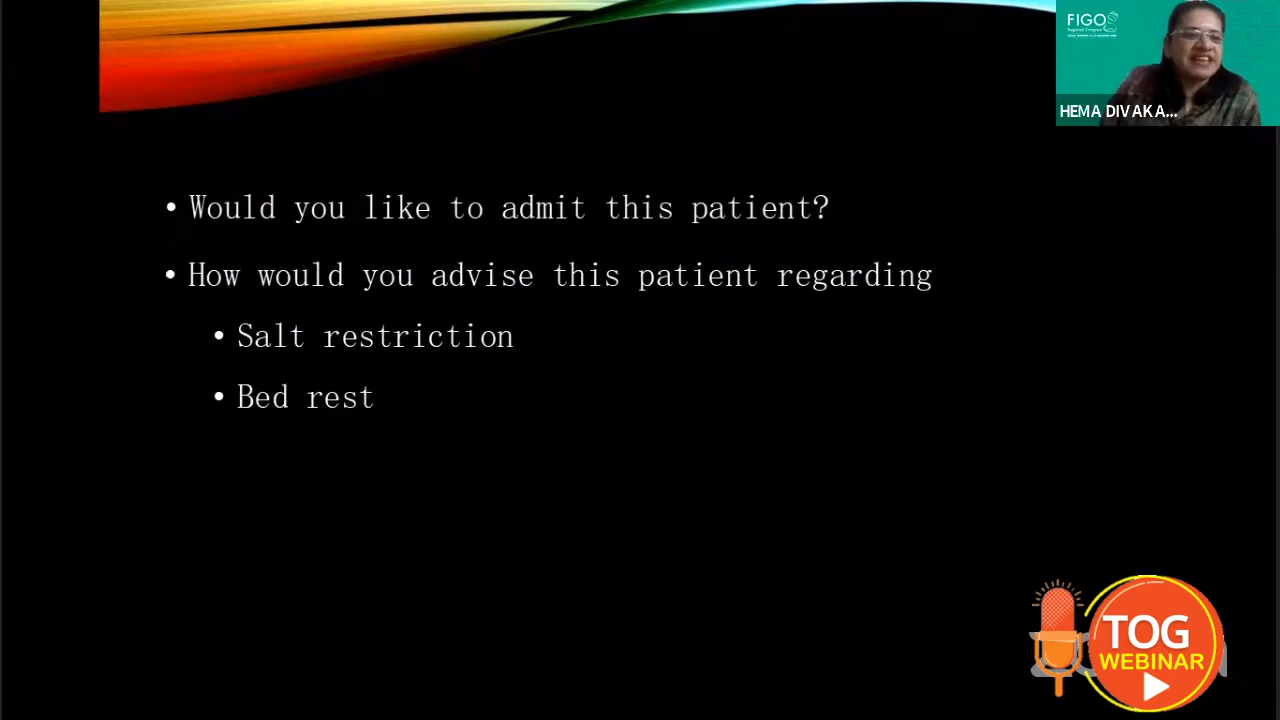 FIGO
HEMA DIVAKA...
• Would you like to admit this patient?
• How would you advise this patient regarding
• Salt restriction
• Bed rest
TOG
WEBINAR